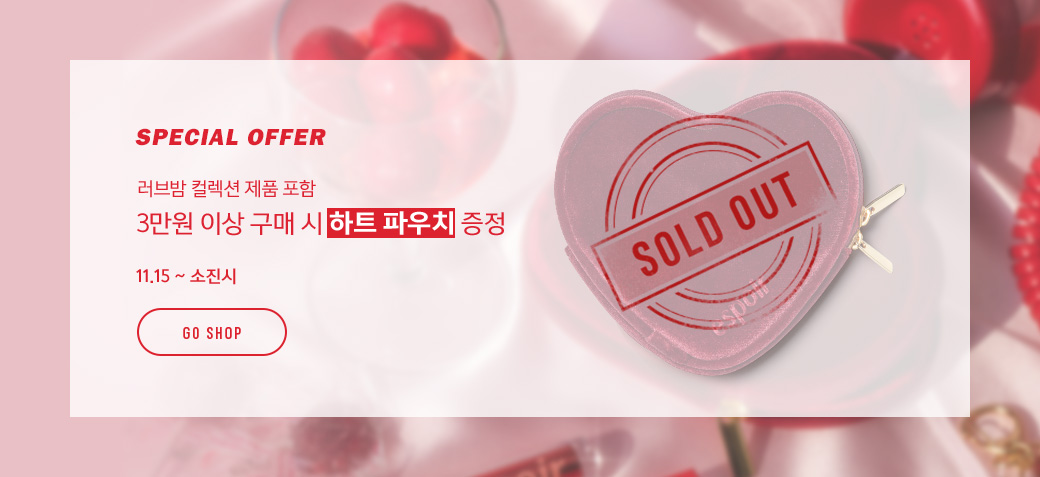 SPECIAL OFFER
러브밤 컬렉션 제품 포함
3만원 이상 구매 시 하트 파우치 증정
11.15 ~ 소진시
GO SHOP
SOLD OUT
espoir